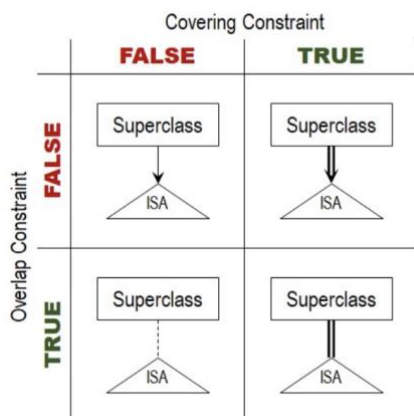 Covering Constraint
FALSE TRUE
Overlap Constraint
FALSE
Superclass Superclass
ISA ISA
TRUE
Superclass Superclass
ISA ISA